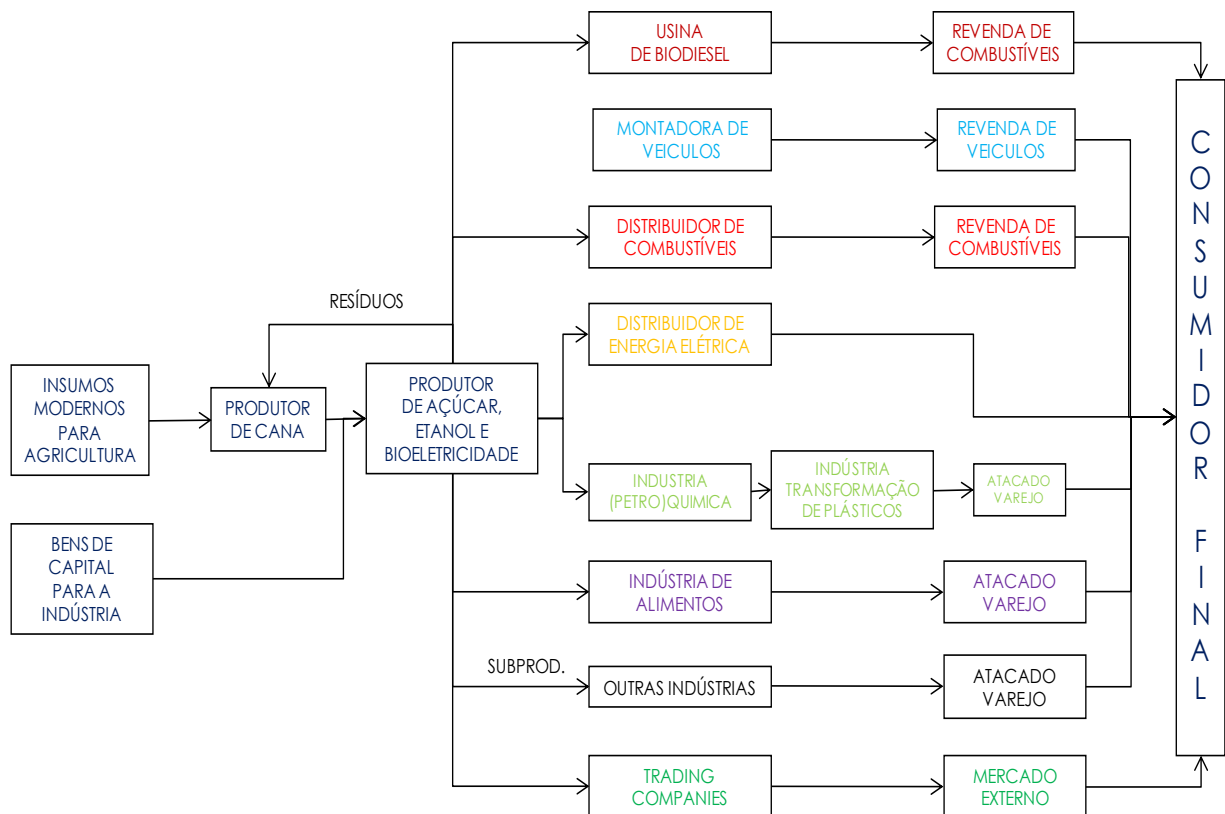 USINA
DE BIODIESEL
REVENDA DE
COMBUSTÍVEIS
MONTADORA DE
VEICULOS
REVENDA DE
VEICULOS
DISTRIBUIDOR DE
COMBUSTÍVEIS
REVENDA DE
COMBUSTÍVEIS
RESÍDUOS
DISTRIBUIDOR DE
ENERGIA ELÉTRICA
INSUMOS
MODERNOS
PARA
AGRICULTURA
PRODUTOR
DE CANA
PRODUTOR
DE AÇÚCAR,
ETANOL E
BIOELETRICIDADE
INDUSTRIA
(PETRO)QUIMICA
INDÚSTRIA
TRANSFORMAÇÃO
DE PLÁSTICOS
ATACADO
VAREJO
BENS DE
CAPITAL
PARA A
INDÚSTRIA
INDÚSTRIA DE
ALIMENTOS
ATACADO
VAREJO
SUBPROD.
OUTRAS INDÚSTRIAS
ATACADO
VAREJO
TRADING
COMPANIES
MERCADO
EXTERNO
CONSUMIDOR FINAL